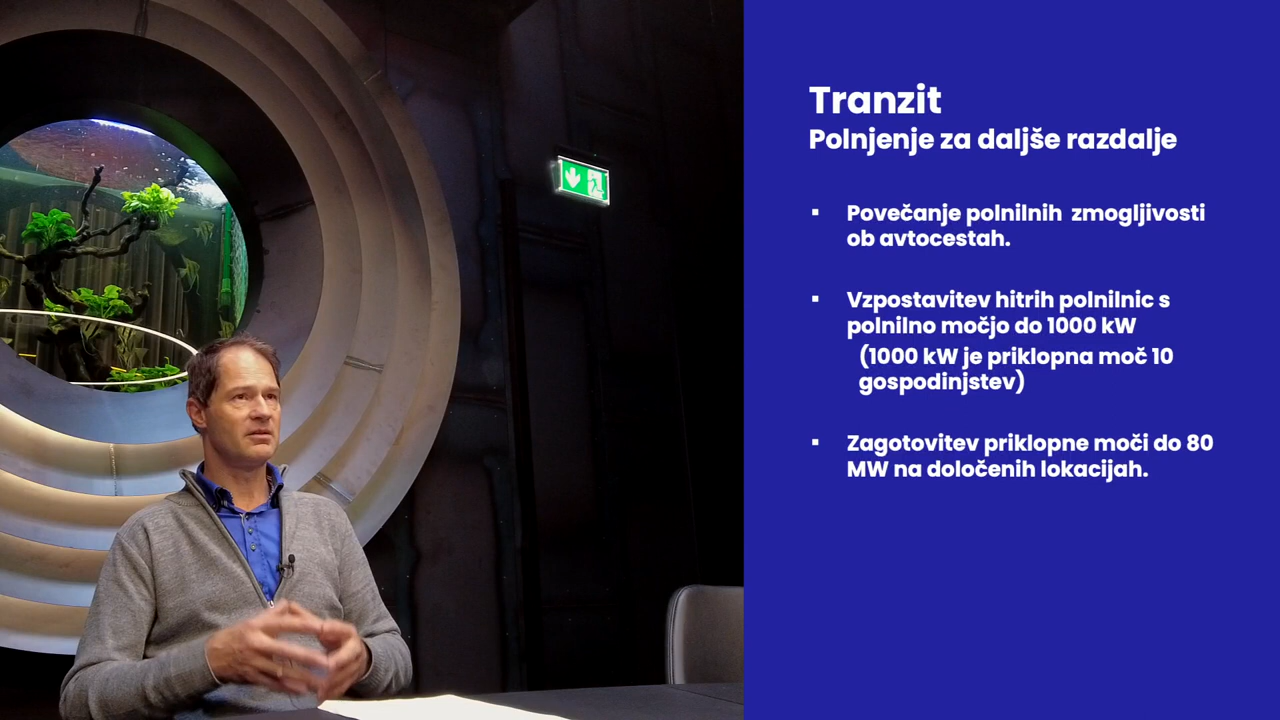 Tranzit
Polnjenje za daljše razdalje
▪ Povečanje polnilnih zmogljivosti
ob avtocestah.
▪ Vzpostavitev hitrih polnilnic s
polnilno močjo do 1000 kW
(1000 kW je priklopna moč 10
gospodinjstev)
▪ Zagotovitev priklopne moči do 80
MW na določenih lokacijah.